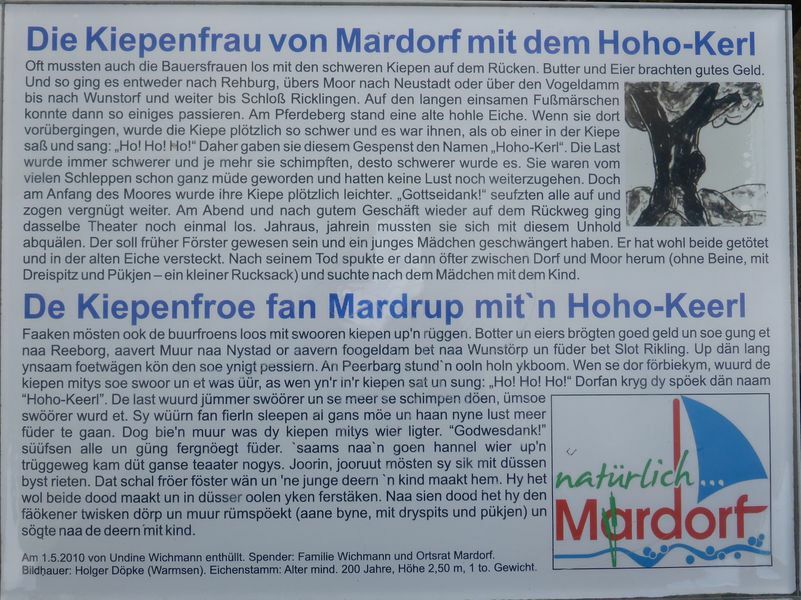 Die Kiepenfrau von Mardorf mit dem Hoho-Kerl
Oft mussten auch die Bauersfrauen los mit den schweren Kiepen auf dem Rücken. Butter und Eier brachten gutes Geld.
Und so ging es entweder nach Rehburg, übers Moor nach Neustadt oder über den Vogeldamm
bis nach Wunstorf und weiter bis Schloß Ricklingen. Auf den langen einsamen Fußmärschen
konnte dann so einiges passieren. Am Pferdeberg stand eine alte hohle Eiche. Wenn sie dort
vorübergingen, wurde die Kiepe plötzlich so schwer und es war ihnen, als ob einer in der Kiepe
saß und sang: „Ho! Ho! Ho!“ Daher gaben sie diesem Gespenst den Namen „Hoho-Kerl“. Die Last
wurde immer schwerer und je mehr sie schimpften, desto schwerer wurde es. Sie waren vom
vielen Schleppen schon ganz müde geworden und hatten keine Lust noch weiterzugehen. Doch
am Anfang des Moores wurde ihre Kiepe plötzlich leichter. „Gottseidank!“ seufzten alle auf und
zogen vergnügt weiter. Am Abend und nach gutem Geschäft wieder auf dem Rückweg ging
dasselbe Theater noch einmal los. Jahraus, jahrein mussten sie sich mit diesem Unhold
abquälen. Der soll früher Förster gewesen sein und ein junges Mädchen geschwängert haben. Er hat wohl beide getötet
und in der alten Eiche versteckt. Nach seinem Tod spukte er dann öfter zwischen Dorf und Moor herum (ohne Beine, mit
Dreispitz und Pükjen – ein kleiner Rucksack) und suchte nach dem Mädchen mit dem Kind.
De Kiepenfroe fan Mardrup mit`n Hoho-Keerl
Faaken mösten ook de buurfroens loos mit swooren kiepen up'n rüggen. Botter un eiers brögten goed geld un soe gung et
naa Reeborg, aavert Muur naa Nystad or aavern foogeldam bet naa Wunstörp un füder bet Slot Rikling. Up dän lang
ynsaam foetwägen kön den soe ynigt pessiern. An Peerbarg stund`n ooln holn ykboom. Wen se dor förbiekym, wuurd de
kiepen mitys soe swoor un et was üür, as wen yn'r in'r kiepen sat un sung: „Ho! Ho! Ho!“ Dorfan kryg dy spöek dän naam
“Hoho-Keerl”. De last wuurd jümmer swöörer un se meer se schimpen döen, ümsoe
swöörer wurd et. Sy wüürn fan fierln sleepen al gans möe un haan nyne lust meer
füder te gaan. Dog bie'n muur was dy kiepen mitys wier ligter. “Godwesdank!”
süüfsen alle un güng fergnöegt füder. `saams naa`n goen hannel wier up'n
trüggeweg kam düt ganse teaater nogys. Joorin, jooruut mösten sy sik mit düssen
byst rieten. Dat schal fröer föster wän un 'ne junge deern `n kind maakt hem. Hy het
wol beide dood maakt un in düsser oolen yken ferstäken. Naa sien dood het hy den
fäökener twisken dörp un muur rümspöekt (aane byne, mit dryspits und pükjen) un
sögte naa de deern mit kind.
natürlich...
Mardorf
Am 1.5.2010 von Undine Wichmann enthüllt. Spender: Familie Wichmann und Ortsrat Mardorf.
Bildhauer: Holger Döpke (Warmsen). Eichenstamm: Alter mind. 200 Jahre, Höhe 2,50 m, 1 to. Gewicht.